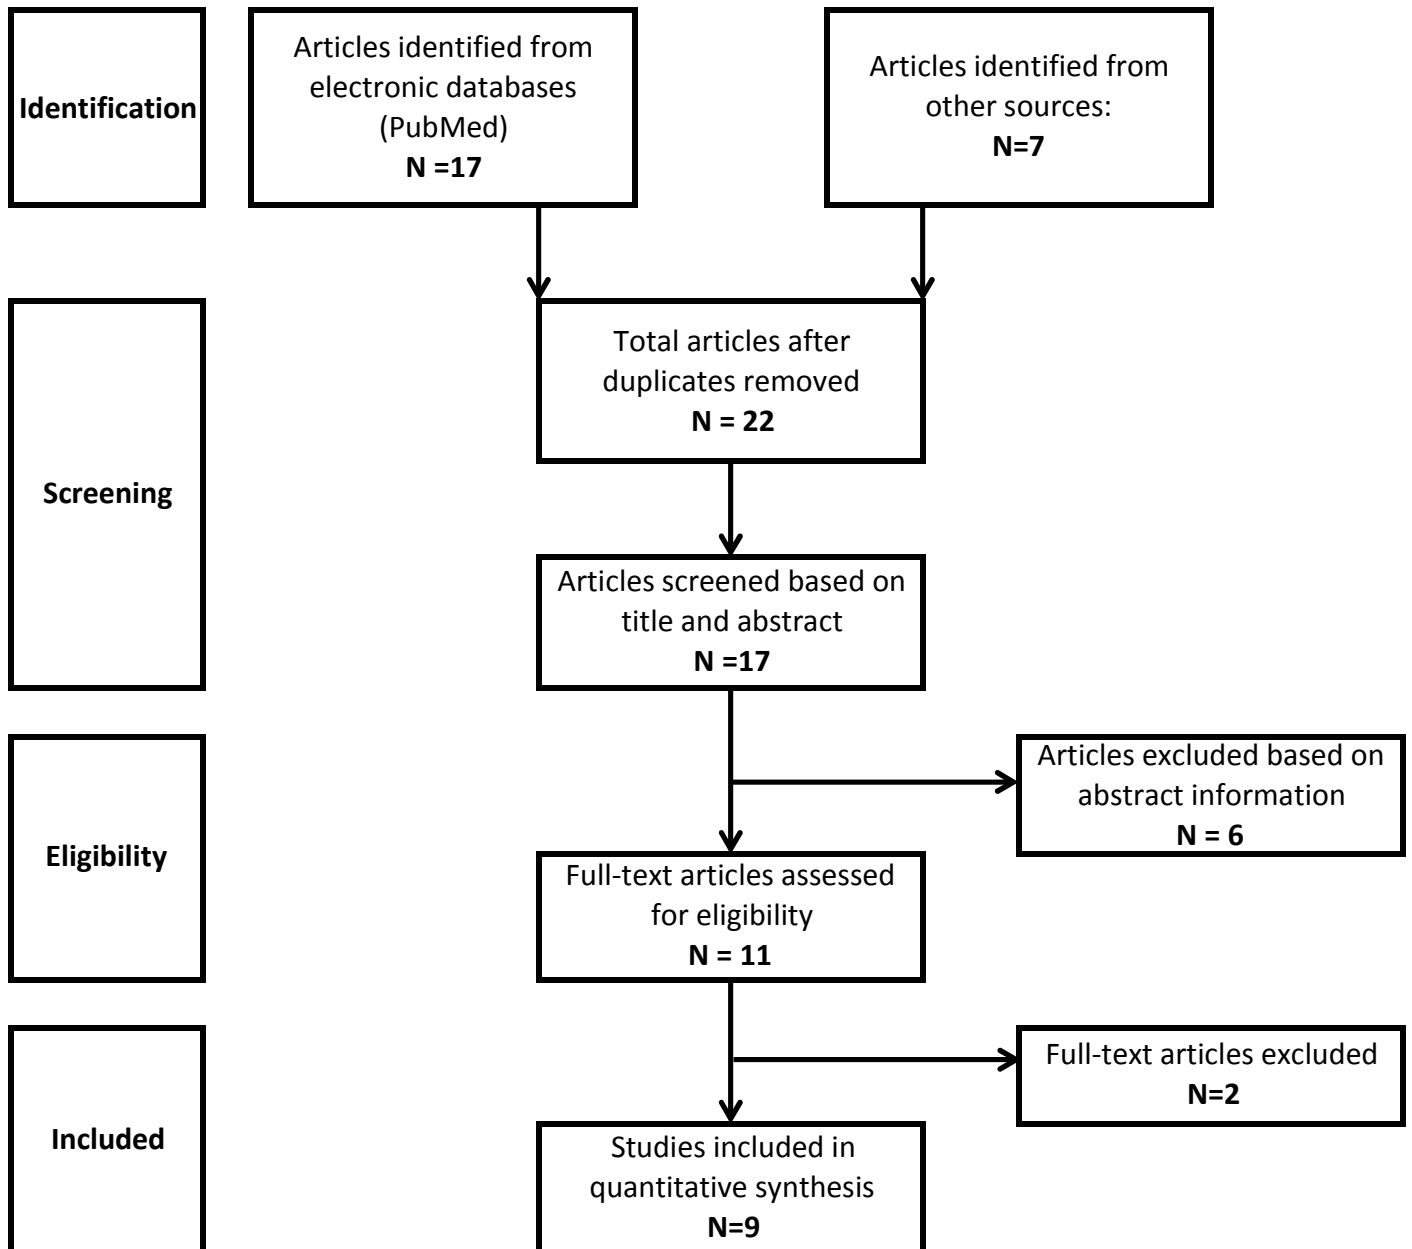 Identification
Articles identified from
electronic databases
(PubMed)
N =17
Articles identified from
other sources:
N=7
Screening
Total articles after
duplicates removed
N = 22
Articles screened based on
title and abstract
N =17
Eligibility
Articles excluded based on
abstract information
N = 6
Full-text articles assessed
for eligibility
N = 11
Included
Full-text articles excluded
N=2
Studies included in
quantitative synthesis
N=9